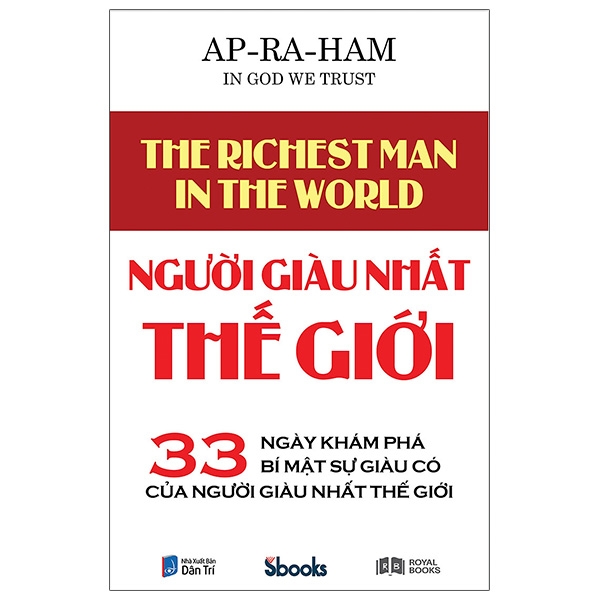 AP-RA-HAM
IN GOD WE TRUST
THE RICHEST MAN
IN THE WORLD
NGƯỜI GIÀU NHẤT
THẾ GIỚI
33 NGÀY KHÁM PHÁ
BÍ MẬT SỰ GIÀU CÓ
CỦA NGƯỜI GIÀU NHẤT THẾ GIỚI
Nhà Xuất Bản
Dân Trí
Sbooks
RB
ROYAL
BOOKS